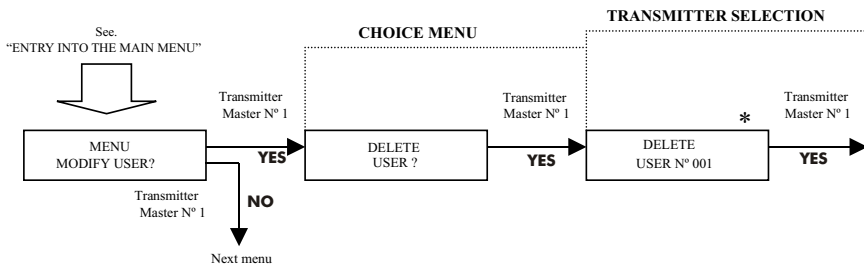 TRANSMITTER SELECTION
CHOICE MENU
See.
“ENTRY INTO THE MAIN MENU”
Transmitter
Master Nº 1
Transmitter
Master Nº 1
*
Transmitter
Master Nº 1
MENU
MODIFY USER?
YES
DELETE
USER ?
YES
DELETE
USER Nº 001
YES
Transmitter
Master Nº 1
NO
Next menu